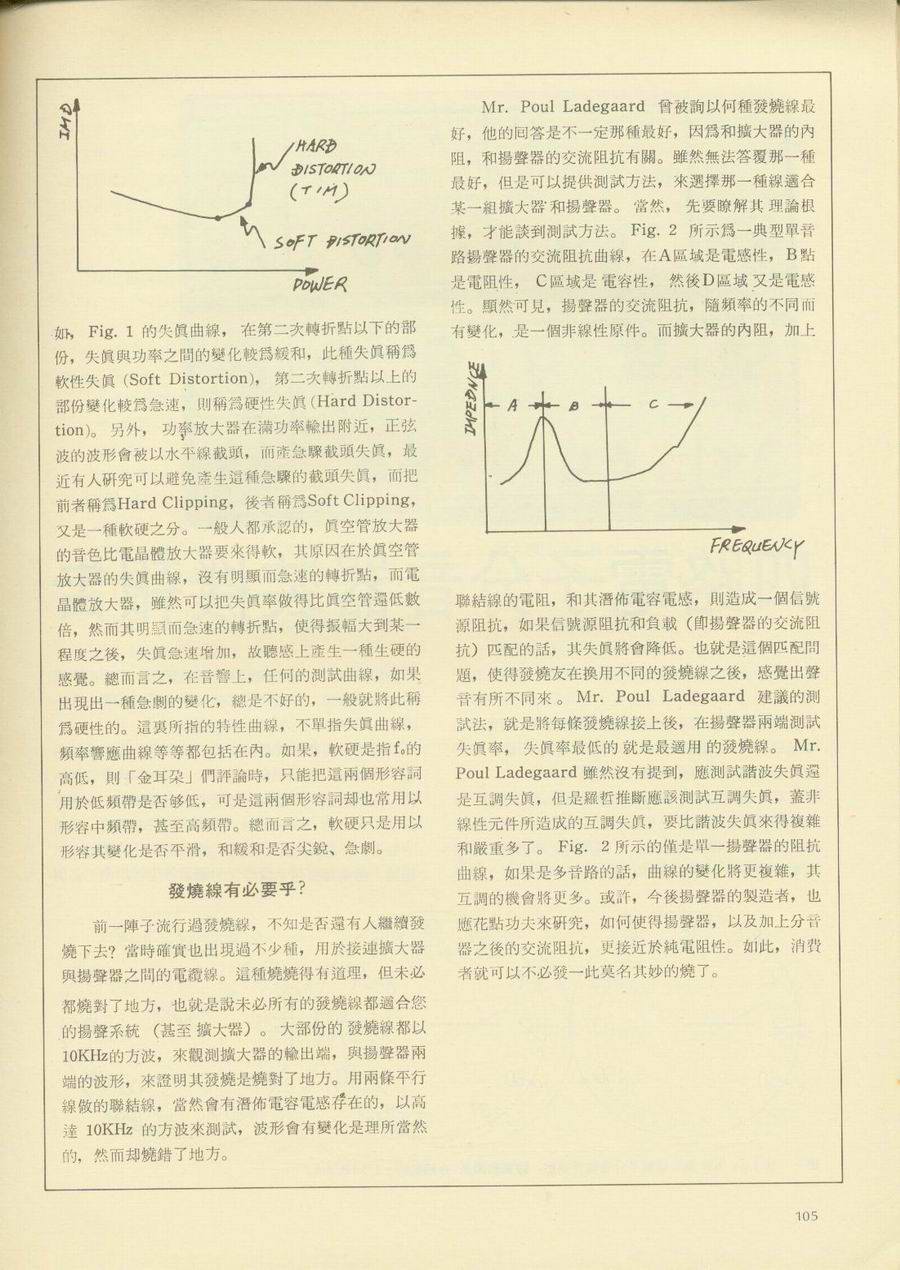 IMD
HARD
DISTORTION
(TIM)
SOFT DISTORTION
POWER
如, Fig. 1 的失眞曲線, 在第二次轉折點以下的部
份, 失眞與功率之間的變化較爲緩和, 此種失眞稱爲
軟性失眞 (Soft Distortion), 第二次轉折點以上的
部份變化較爲急速, 則稱爲硬性失眞 (Hard Distor-
tion)。另外, 功率放大器在滿功率輸出附近, 正弦
波的波形會被以水平線截頭, 而產急驟截頭失眞, 最
近有人研究可以避免產生這種急驟的截頭失眞, 而把
前者稱爲Hard Clipping, 後者稱爲Soft Clipping,
又是一種軟硬之分。一般人都承認的, 眞空管放大器
的音色比電晶體放大器要來得軟, 其原因在於眞空管
放大器的失眞曲線, 沒有明顯而急速的轉折點, 而電
晶體放大器, 雖然可以把失眞率做得比眞空管還低數
倍, 然而其明顯而急速的轉折點, 使得振幅大到某一
程度之後, 失眞急速增加, 故聽感上產生一種生硬的
感覺。總而言之, 在音響上, 任何的測試曲線, 如果
出現出一種急劇的變化, 總是不好的, 一般就將此稱
爲硬性的。這裏所指的特性曲線, 不單指失眞曲線,
頻率響應曲線等等都包括在內。如果, 軟硬是指f₀的
高低, 則「金耳朶」們評論時, 只能把這兩個形容詞
用於低頻帶是否够低, 可是這兩個形容詞却也常用以
形容中頻帶, 甚至高頻帶。總而言之, 軟硬只是用以
形容其變化是否平滑, 和緩和是否尖銳、急劇。
發燒線有必要乎?
前一陣子流行過發燒線, 不知是否還有人繼續發
燒下去? 當時確實也出現過不少種, 用於接連擴大器
與揚聲器之間的電纜線。這種燒燒得有道理, 但未必
都燒對了地方, 也就是說未必所有的發燒線都適合您
的揚聲系統 (甚至擴大器)。大部份的發燒線都以
10KHz的方波, 來觀測擴大器的輸出端, 與揚聲器兩
端的波形, 來證明其發燒是燒對了地方。用兩條平行
線做的聯結線, 當然會有潛佈電容電感存在的, 以高
達 10KHz 的方波來測試, 波形會有變化是理所當然
的, 然而却燒錯了地方。
Mr. Poul Ladegaard 曾被詢以何種發燒線最
好, 他的回答是不一定那種最好, 因爲和擴大器的內
阻, 和揚聲器的交流阻抗有關。雖然無法答覆那一種
最好, 但是可以提供測試方法, 來選擇那一種線適合
某一組擴大器和揚聲器。當然, 先要瞭解其理論根
據, 才能談到測試方法。Fig. 2 所示爲一典型單音
路揚聲器的交流阻抗曲線, 在A區域是電感性, B點
是電阻性, C區域是電容性, 然後D區域又是電感
性。顯然可見, 揚聲器的交流阻抗, 隨頻率的不同而
有變化, 是一個非線性原件。而擴大器的內阻, 加上
IMPEDNCE
A B C
FREQUENCY
聯結線的電阻, 和其潛佈電容電感, 則造成一個信號
源阻抗, 如果信號源阻抗和負載 (卽揚聲器的交流阻
抗) 匹配的話, 其失眞將會降低。也就是這個匹配問
題, 使得發燒友在換用不同的發燒線之後, 感覺出聲
音有所不同來。Mr. Poul Ladegaard 建議的測
試法, 就是將每條發燒線接上後, 在揚聲器兩端測試
失眞率, 失眞率最低的就是最適用的發燒線。Mr.
Poul Ladegaard 雖然沒有提到, 應測試諧波失眞還
是互調失眞, 但是羅哲推斷應該測試互調失眞, 蓋非
線性元件所造成的互調失眞, 要比諧波失眞來得複雜
和嚴重多了。Fig. 2 所示的僅是單一揚聲器的阻抗
曲線, 如果是多音路的話, 曲線的變化將更複雜, 其
互調的機會將更多。或許, 今後揚聲器的製造者, 也
應花點功夫來研究, 如何使得揚聲器, 以及加上分音
器之後的交流阻抗, 更接近於純電阻性。如此, 消費
者就可以不必發一此莫名其妙的燒了。
105